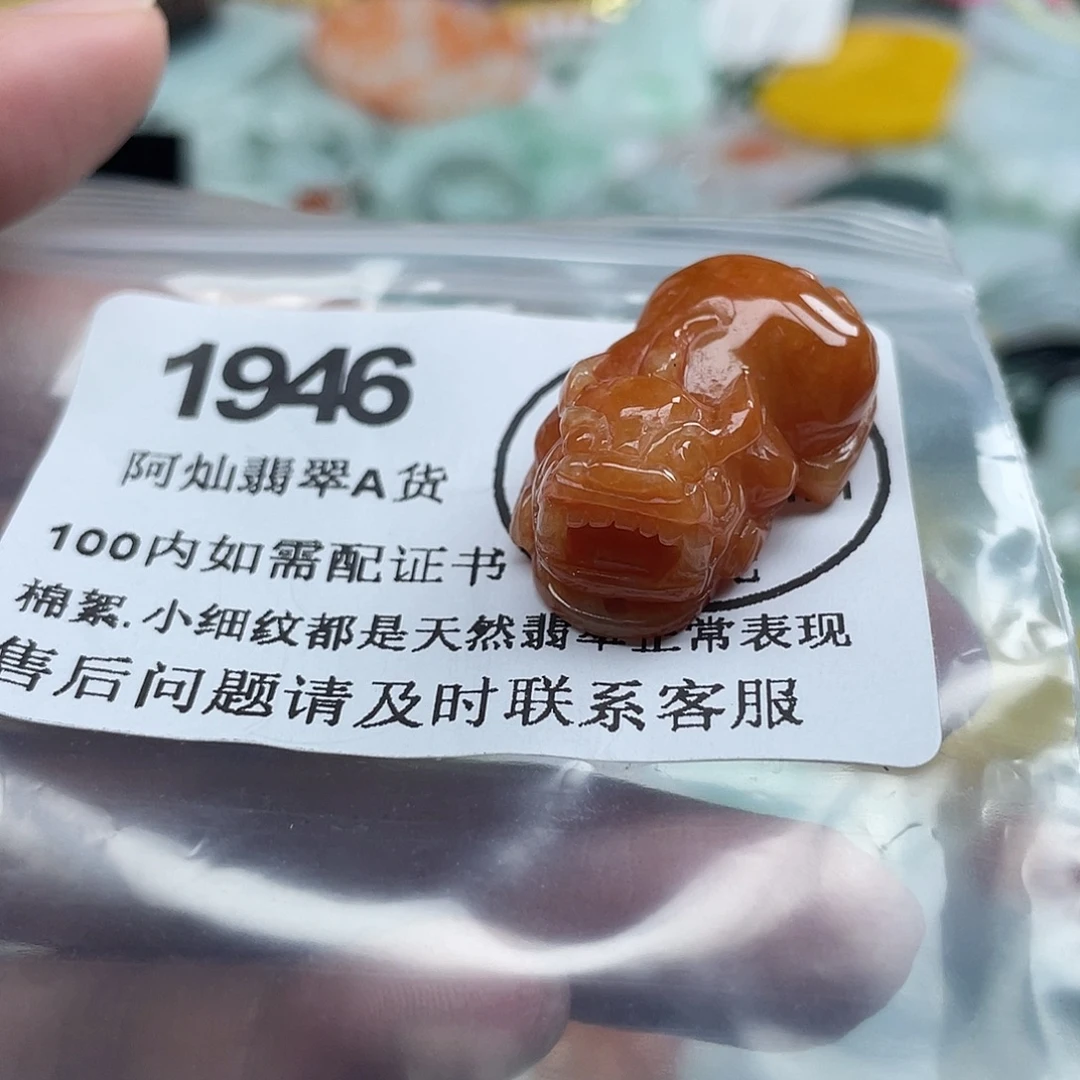 1946
阿灿翡翠A货
100内如需配证书
棉絮.小细纹都是天然翡翠正常表现
售后问题请及时联系客服